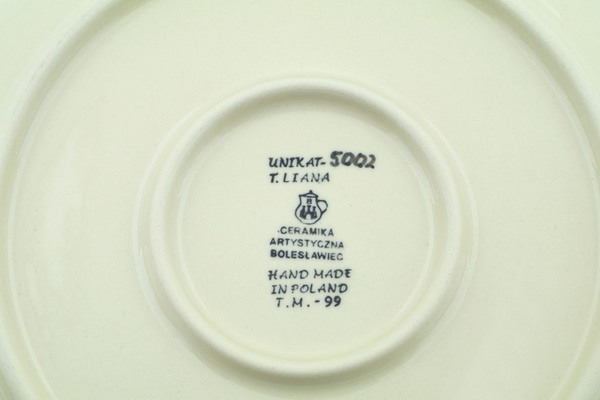 UNIKAT-5002
T. LIANA
B
CERAMIKA
ARTYSTYCZNA
BOLESŁAWIEC
HAND MADE
IN POLAND
T.M.-99